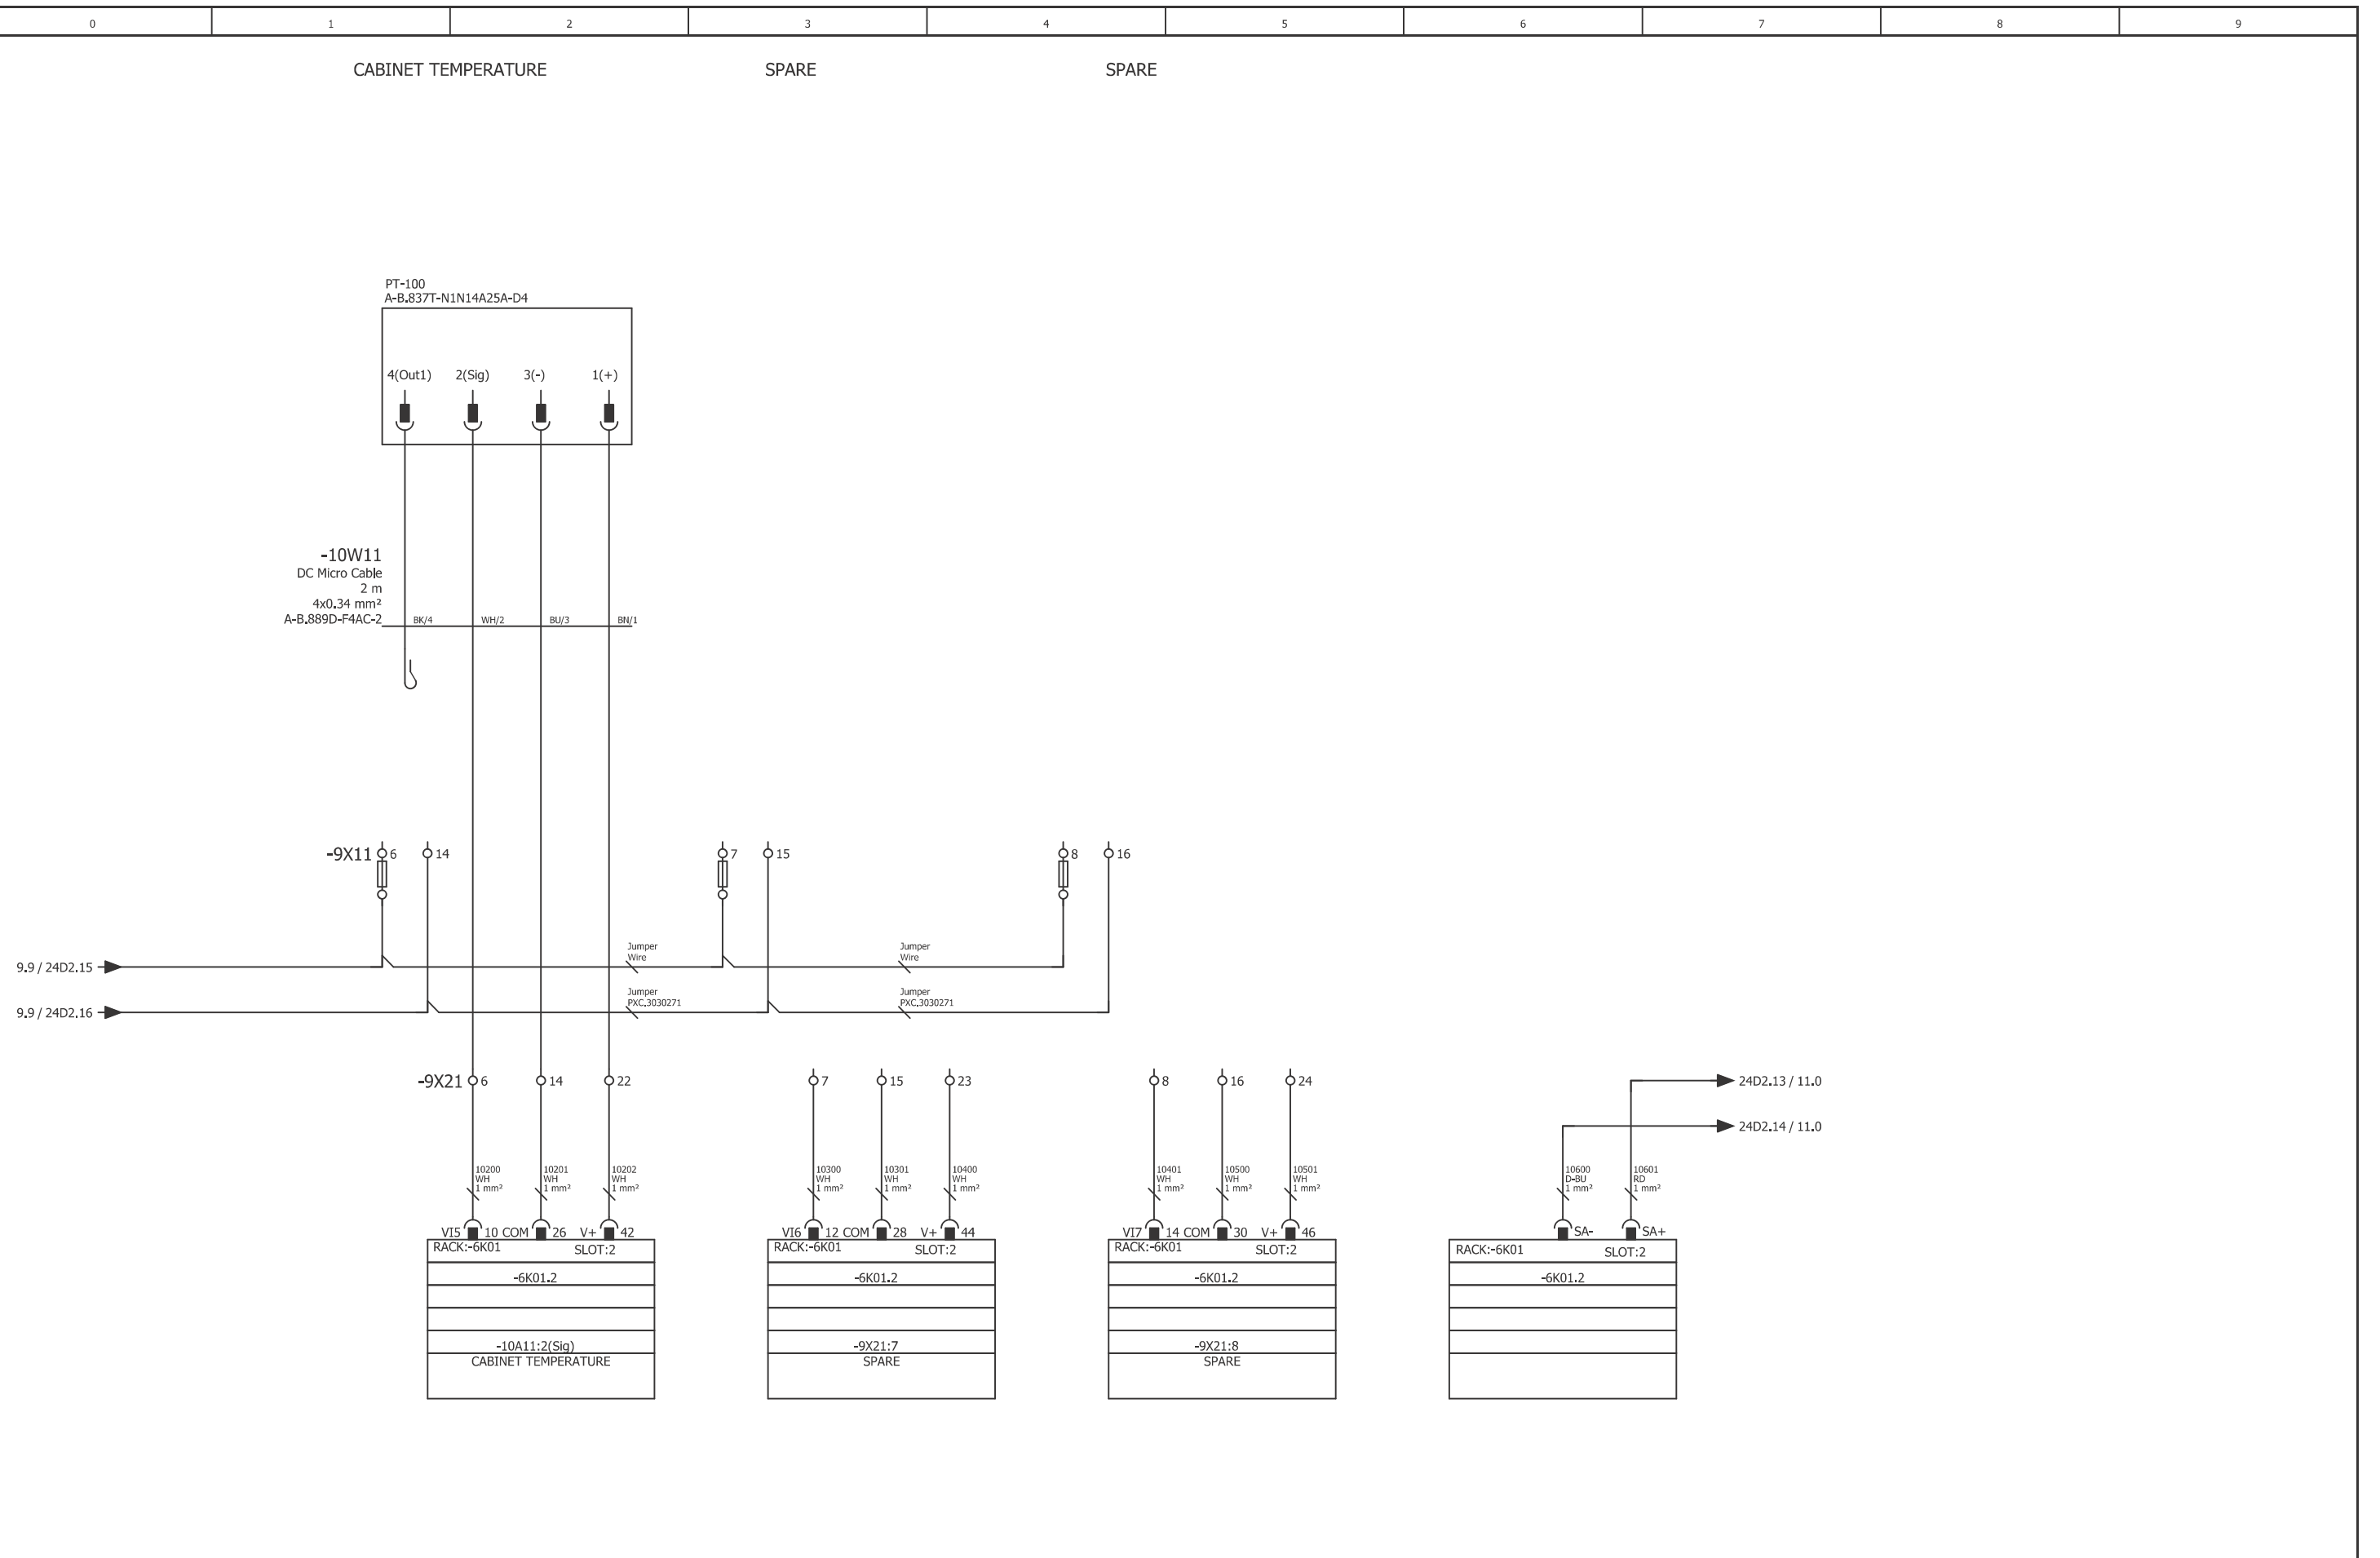 0 1 2 3 4 5 6 7 8 9
CABINET TEMPERATURE SPARE SPARE
PT-100
A-B.837T-N1N14A25A-D4
4(Out1) 2(Sig) 3(-) 1(+)
-10W11
DC Micro Cable
2 m
4x0.34 mm²
A-B.889D-F4AC-2
BK/4 WH/2 BU/3 BN/1
-9X11 6 14 7 15 8 16
Jumper
Wire
Jumper
Wire
9.9 / 24D2.15
Jumper
PXC.3030271
Jumper
PXC.3030271
9.9 / 24D2.16
-9X21 6 14 22 7 15 23 8 16 24
24D2.13 / 11.0
24D2.14 / 11.0
10200
WH
1 mm²
10201
WH
1 mm²
10202
WH
1 mm²
10300
WH
1 mm²
10301
WH
1 mm²
10400
WH
1 mm²
10401
WH
1 mm²
10500
WH
1 mm²
10501
WH
1 mm²
10600
D-BU
1 mm²
10601
RD
1 mm²
VI5 10 COM 26 V+ 42
RACK:-6K01 SLOT:2
-6K01.2
-10A11:2(Sig)
CABINET TEMPERATURE
VI6 12 COM 28 V+ 44
RACK:-6K01 SLOT:2
-6K01.2
-9X21:7
SPARE
VI7 14 COM 30 V+ 46
RACK:-6K01 SLOT:2
-6K01.2
-9X21:8
SPARE
SA- SA+
RACK:-6K01 SLOT:2
-6K01.2